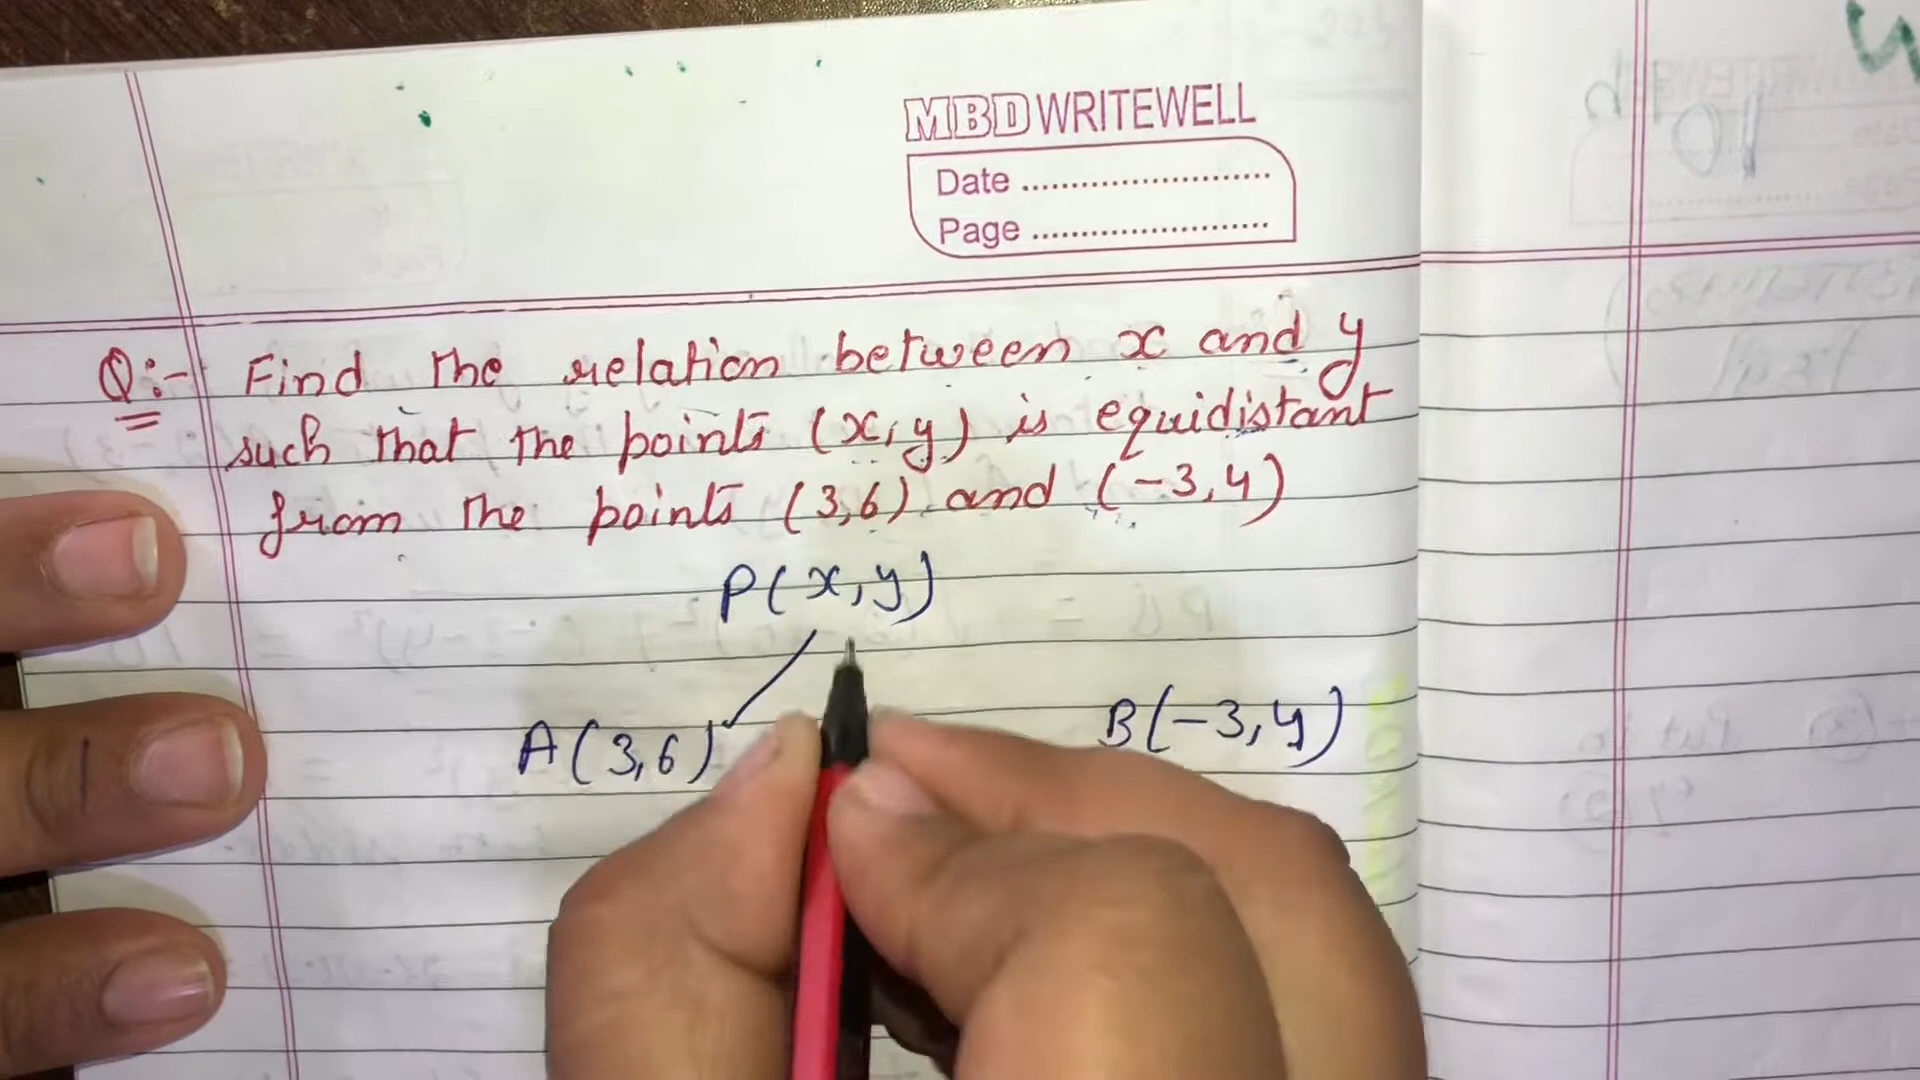 MBD WRITEWELL
Date ..........................
Page ..........................
Q:- Find the relation between x and y
such that the points (x,y) is equidistant
from the points (3,6) and (-3,4)
P(x,y)
A(3,6)
B(-3,4)